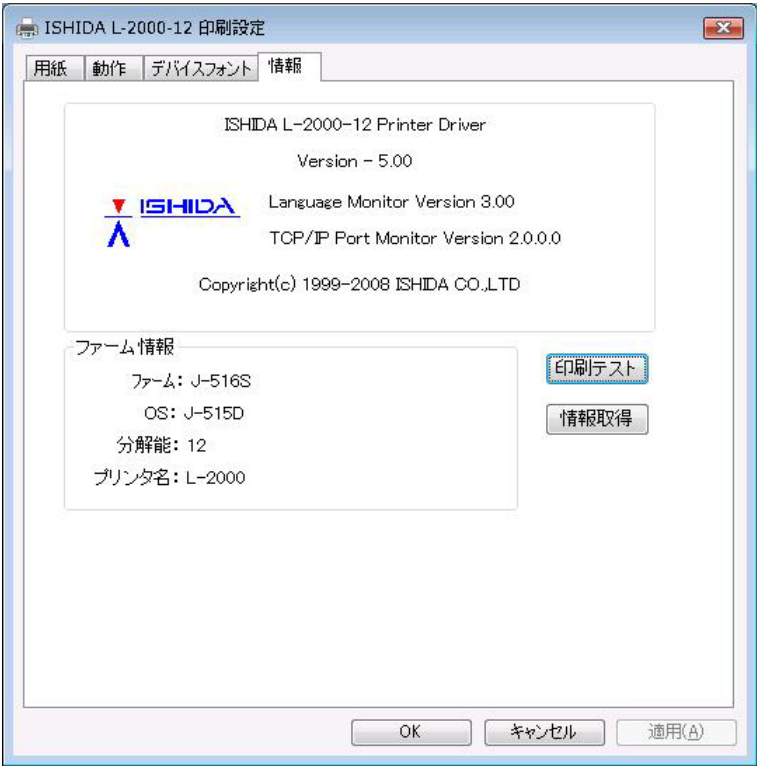 ISHIDA L-2000-12 印刷設定
用紙 動作 デバイスフォント 情報
ISHIDA L-2000-12 Printer Driver
Version - 5.00
ISHIDA
Language Monitor Version 3.00
TCP/IP Port Monitor Version 2.0.0.0
Copyright(c) 1999-2008 ISHIDA CO.,LTD
ファーム情報
ファーム: J-516S
OS: J-515D
分解能: 12
プリンタ名: L-2000
印刷テスト
情報取得
OK キャンセル 適用(A)